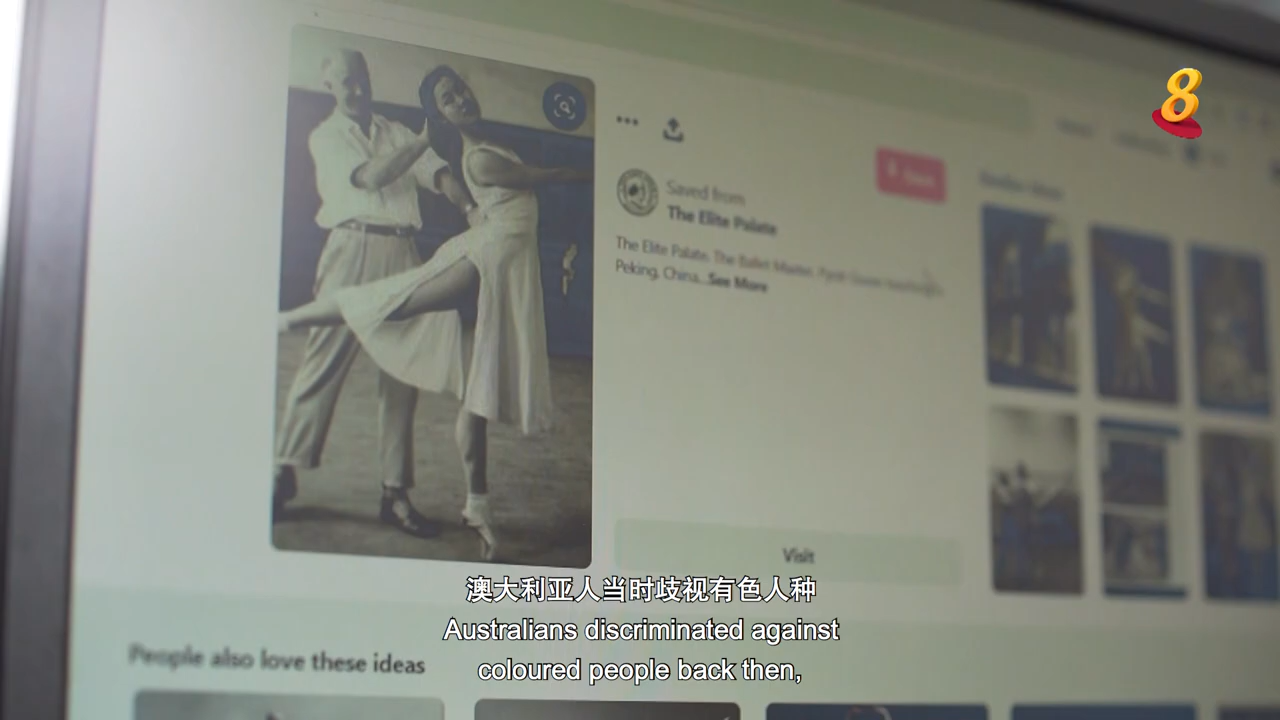 8
Saved from
The Elite Palate
The Elite Palate. The Ballet Master.
Peking, China...See More
Visit
澳大利亚人当时歧视有色人种
Australians discriminated against
coloured people back then,
People also love these ideas